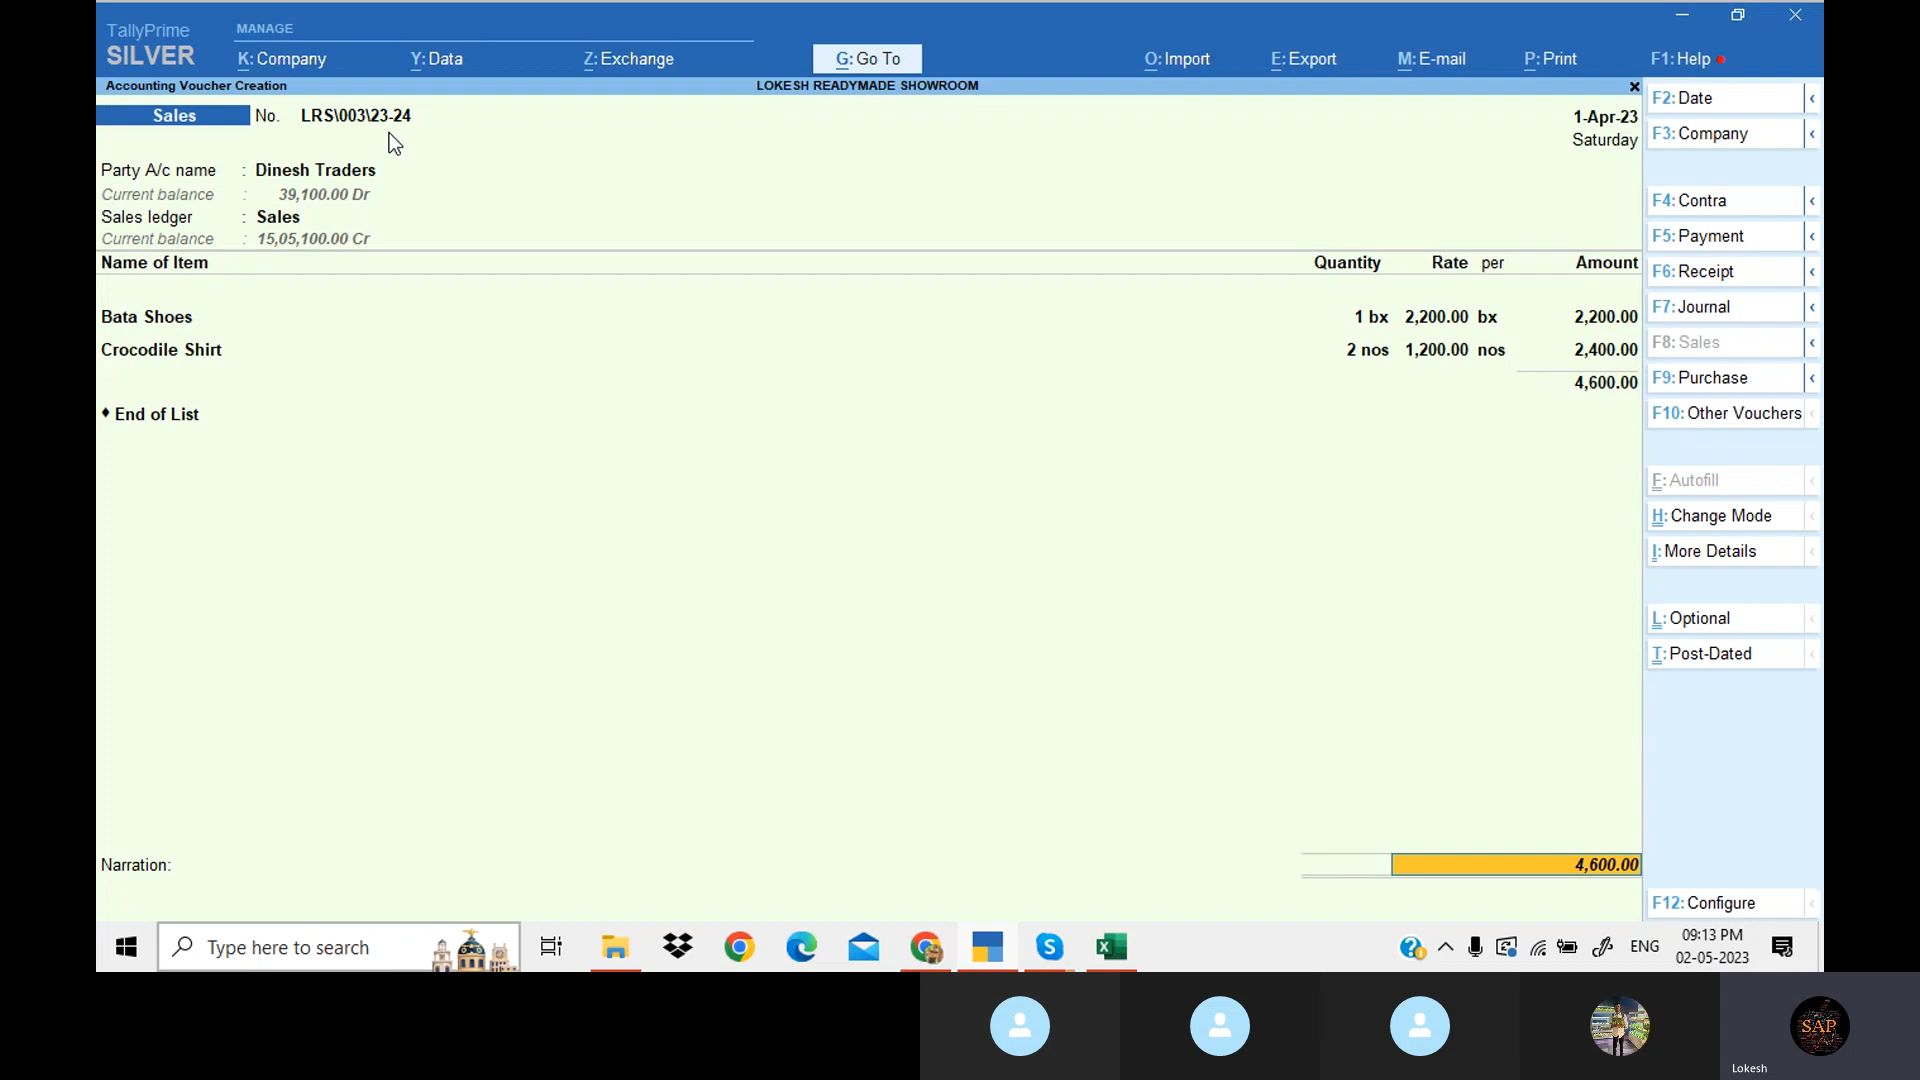 TallyPrime
SILVER
MANAGE
K: Company
Y: Data
Z: Exchange
G: Go To
O: Import
E: Export
M: E-mail
P: Print
F1: Help
Accounting Voucher Creation
LOKESH READYMADE SHOWROOM
Sales No. LRS\003\23-24
1-Apr-23
Saturday
Party A/c name : Dinesh Traders
Current balance : 39,100.00 Dr
Sales ledger : Sales
Current balance : 15,05,100.00 Cr
Name of Item Quantity Rate per Amount
Bata Shoes 1 bx 2,200.00 bx 2,200.00
Crocodile Shirt 2 nos 1,200.00 nos 2,400.00
4,600.00
♦ End of List
Narration: 4,600.00
F2: Date
F3: Company
F4: Contra
F5: Payment
F6: Receipt
F7: Journal
F8: Sales
F9: Purchase
F10: Other Vouchers
F: Autofill
H: Change Mode
I: More Details
L: Optional
T: Post-Dated
F12: Configure
Type here to search
ENG
09:13 PM
02-05-2023
SAP
Lokesh